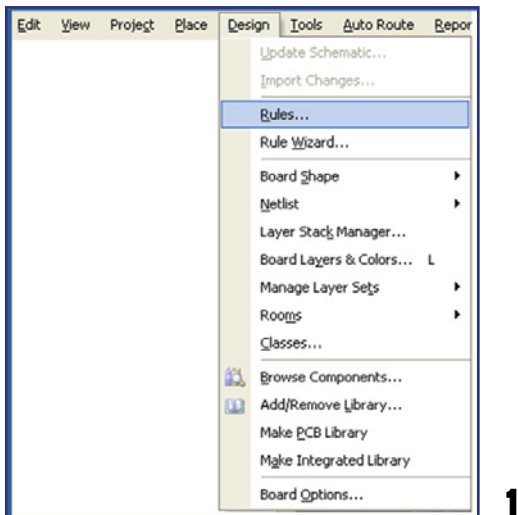 Edit View Project Place Design Tools Auto Route Repor
Update Schematic...
Import Changes...
Rules...
Rule Wizard...
Board Shape
Netlist
Layer Stack Manager...
Board Layers & Colors... L
Manage Layer Sets
Rooms
Classes...
Browse Components...
Add/Remove Library...
Make PCB Library
Make Integrated Library
Board Options...
1